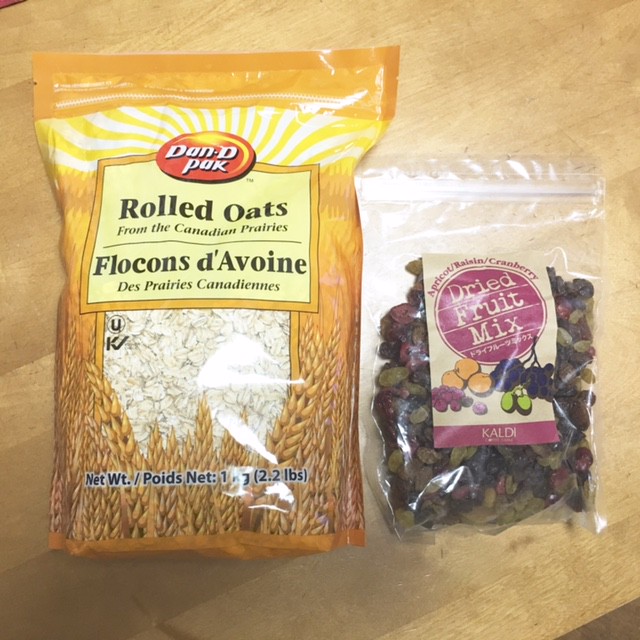 Dan-D
pak
TM
Rolled Oats
From the Canadian Prairies
Flocons d'Avoine
Des Prairies Canadiennes
U
K
Net Wt. / Poids Net: 1 kg (2.2 lbs)
Apricot/Raisin/Cranberry
Dried
Fruit
Mix
ドライフルーツミックス
KALDI